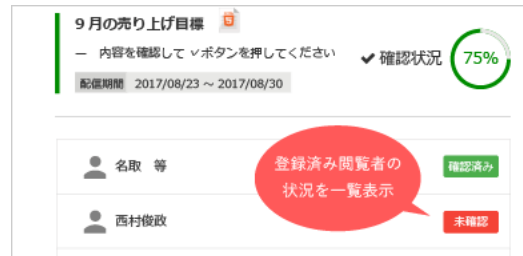 9月の売り上げ目標
― 内容を確認して✓ボタンを押してください
✔確認状況 75%
配信期間 2017/08/23 ～ 2017/08/30
名取 等
確認済み
登録済み閲覧者の
状況を一覧表示
西村俊政
未確認